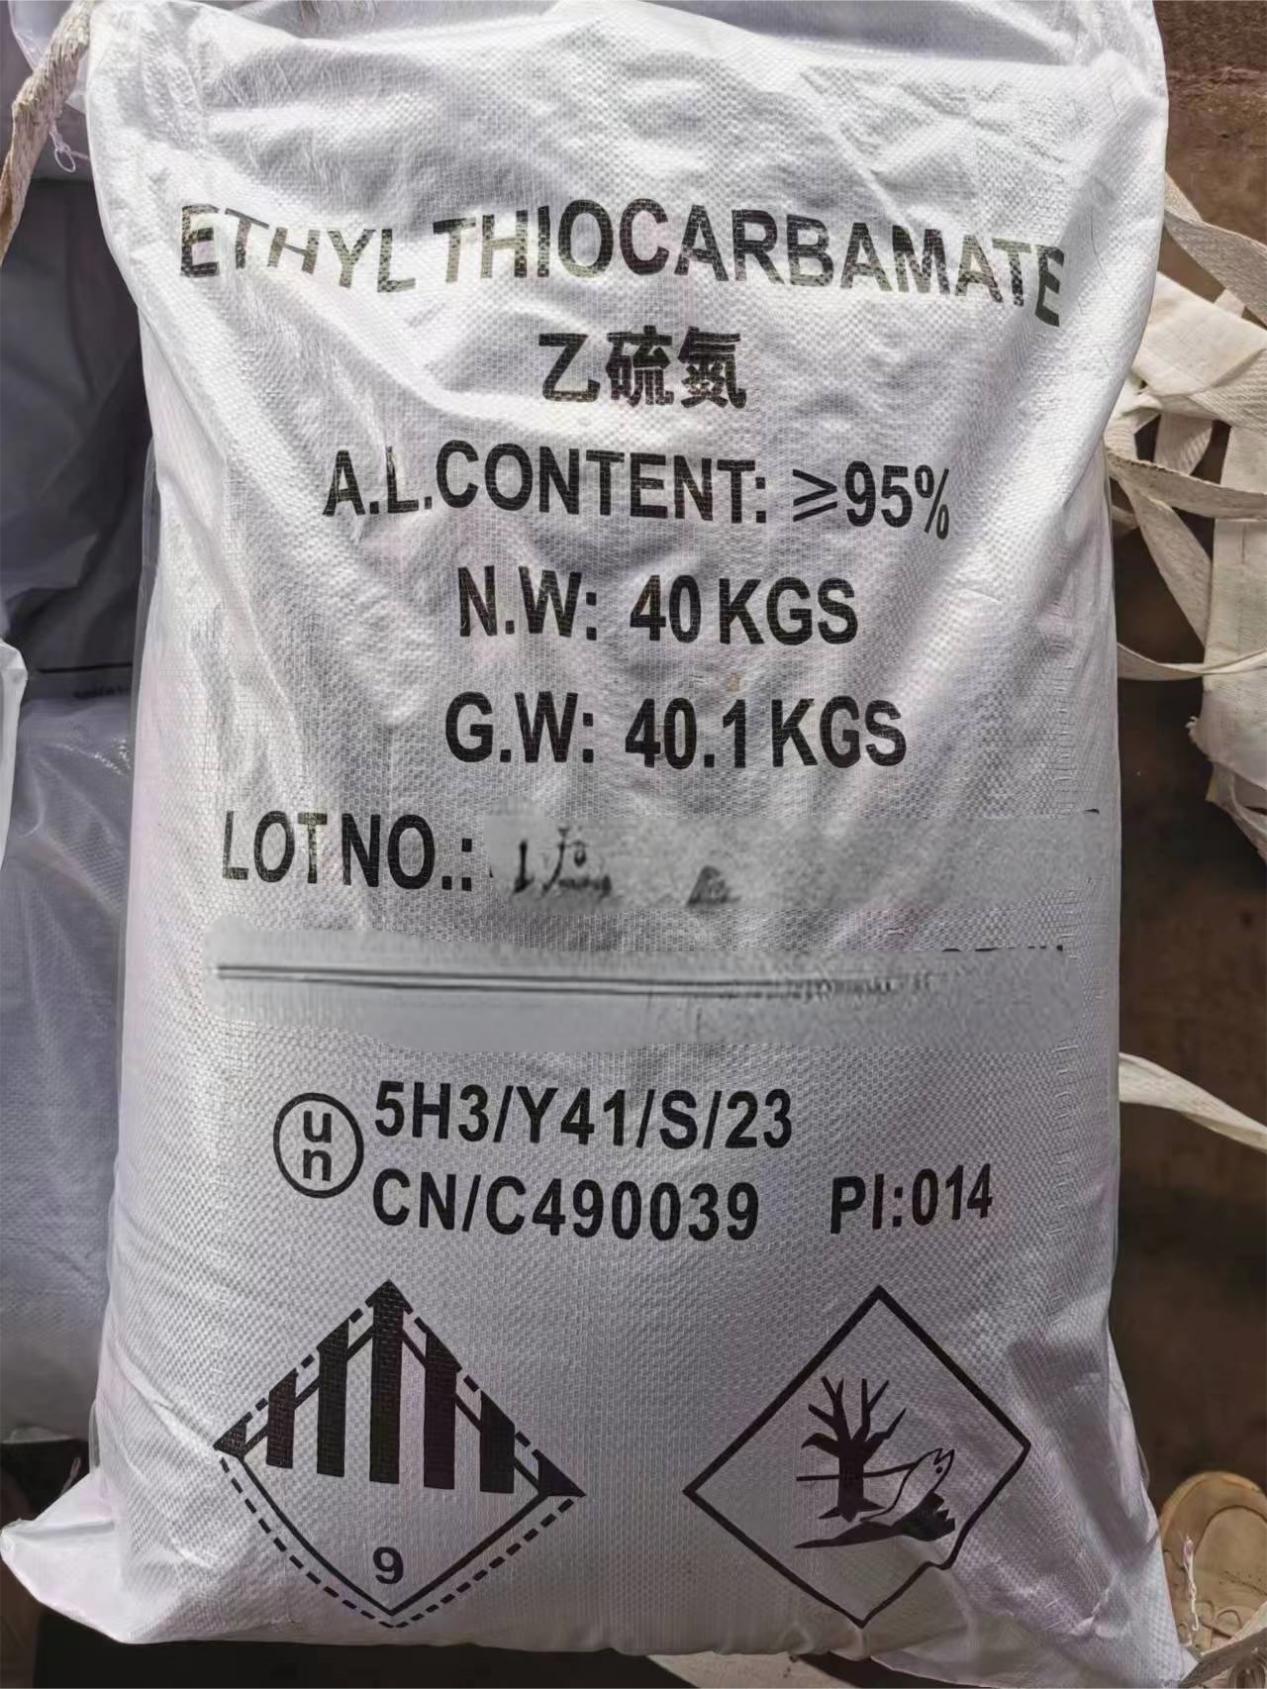 ETHYL THIOCARBAMATE
乙硫氮
A.L.CONTENT: ≥95%
N.W: 40 KGS
G.W: 40.1 KGS
LOT NO.:
un 5H3/Y41/S/23
CN/C490039 PI:014
9